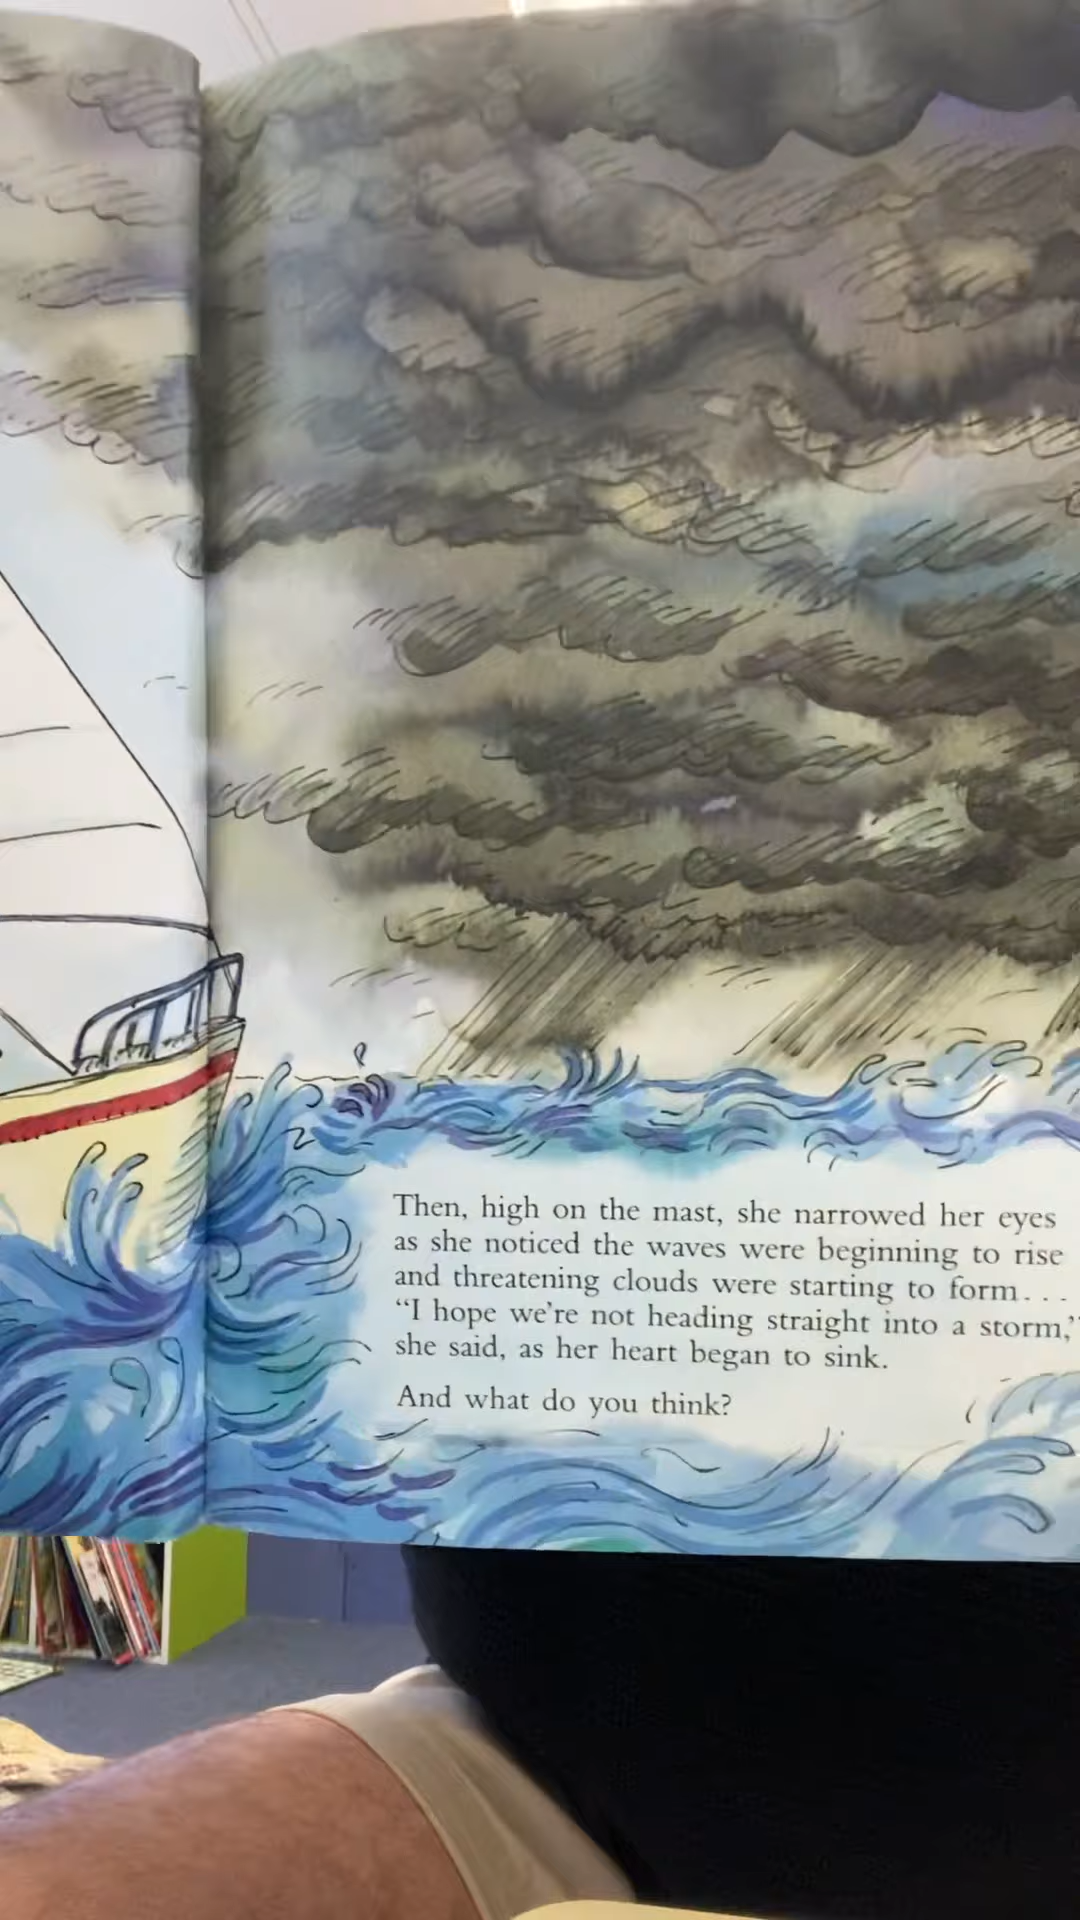 Then, high on the mast, she narrowed her eyes
as she noticed the waves were beginning to rise
and threatening clouds were starting to form...
“I hope we’re not heading straight into a storm,”
she said, as her heart began to sink.
And what do you think?